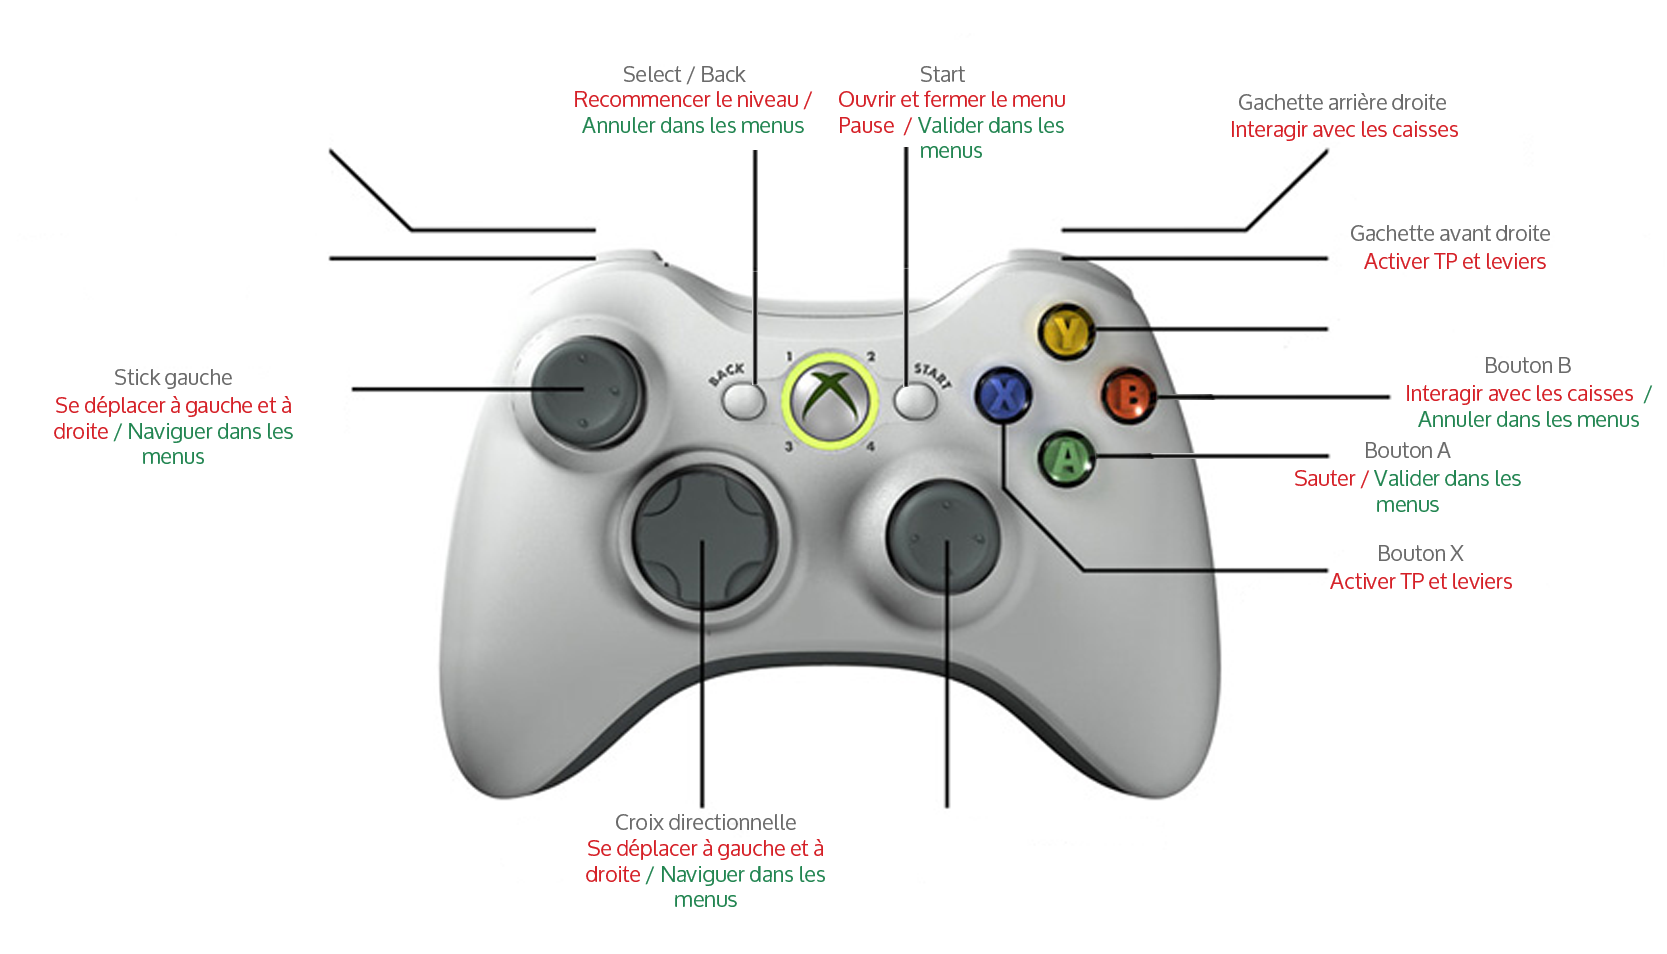 Select / Back
Recommencer le niveau /
Annuler dans les menus
Start
Ouvrir et fermer le menu
Pause / Valider dans les
menus
Gachette arrière droite
Interagir avec les caisses
Gachette avant droite
Activer TP et leviers
Stick gauche
Se déplacer à gauche et à
droite / Naviguer dans les
menus
BACK
1
2
3
4
START
Y
X
B
A
Bouton B
Interagir avec les caisses /
Annuler dans les menus
Bouton A
Sauter / Valider dans les
menus
Bouton X
Activer TP et leviers
Croix directionnelle
Se déplacer à gauche et à
droite / Naviguer dans les
menus